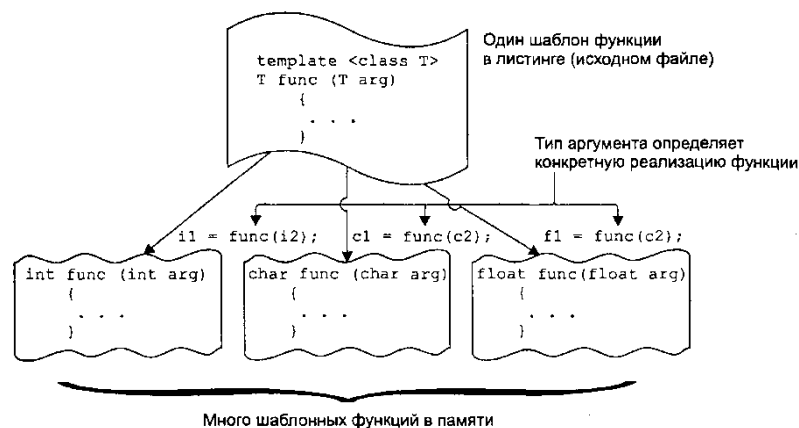 template <class T>
T func (T arg)
{
. . .
}
Один шаблон функции
в листинге (исходном файле)
Тип аргумента определяет
конкретную реализацию функции
i1 = func(i2);
c1 = func(c2);
f1 = func(c2);
int func (int arg)
{
. . .
}
char func (char arg)
{
. . .
}
float func(float arg)
{
. . .
}
Много шаблонных функций в памяти